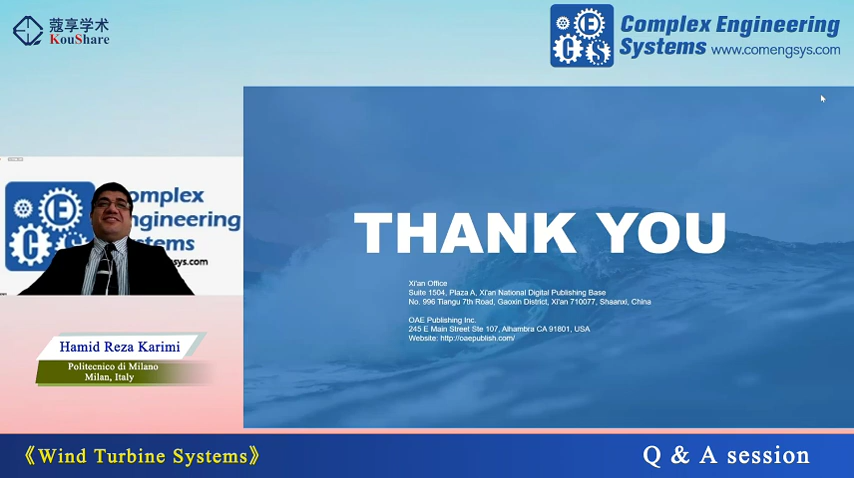 蔻享学术
KouShare
Complex Engineering
Systems www.comengsys.com
E
C S
THANK YOU
Xi'an Office
Suite 1504, Plaza A, Xi'an National Digital Publishing Base
No. 996 Tiangu 7th Road, Gaoxin District, Xi'an 710077, Shaanxi, China
OAE Publishing Inc.
245 E Main Street Ste 107, Alhambra CA 91801, USA
Website: http://oaepublish.com/
E
C
omplex
ngineering
stems
sys.com
Hamid Reza Karimi
Politecnico di Milano
Milan, Italy
《Wind Turbine Systems》
Q & A session